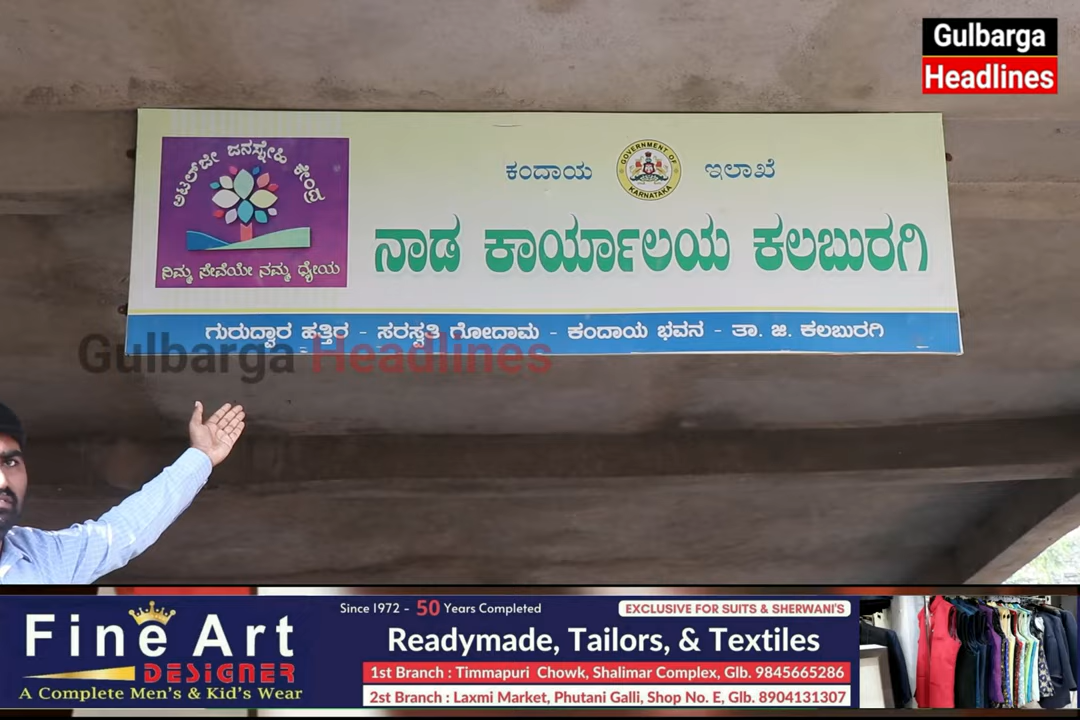 Gulbarga
Headlines
ಅಟಲ್‌ಜೀ ಜನಸ್ನೇಹಿ ಕೇಂದ್ರ
ನಿಮ್ಮ ಸೇವೆಯೇ ನಮ್ಮ ಧ್ಯೇಯ
ಕಂದಾಯ ಇಲಾಖೆ
GOVERNMENT OF
KARNATAKA
ನಾಡ ಕಾರ್ಯಾಲಯ ಕಲಬುರಗಿ
ಗುರುದ್ವಾರ ಹತ್ತಿರ - ಸರಸ್ವತಿ ಗೋದಾಮ - ಕಂದಾಯ ಭವನ - ತಾ. ಜಿ. ಕಲಬುರಗಿ
Gulbarga Headlines
Fine Art
DESIGNER
A Complete Men's & Kid's Wear
Since 1972 - 50 Years Completed
EXCLUSIVE FOR SUITS & SHERWANI'S
Readymade, Tailors, & Textiles
1st Branch : Timmapuri Chowk, Shalimar Complex, Glb. 9845665286
2st Branch : Laxmi Market, Phutani Galli, Shop No. E, Glb. 8904131307